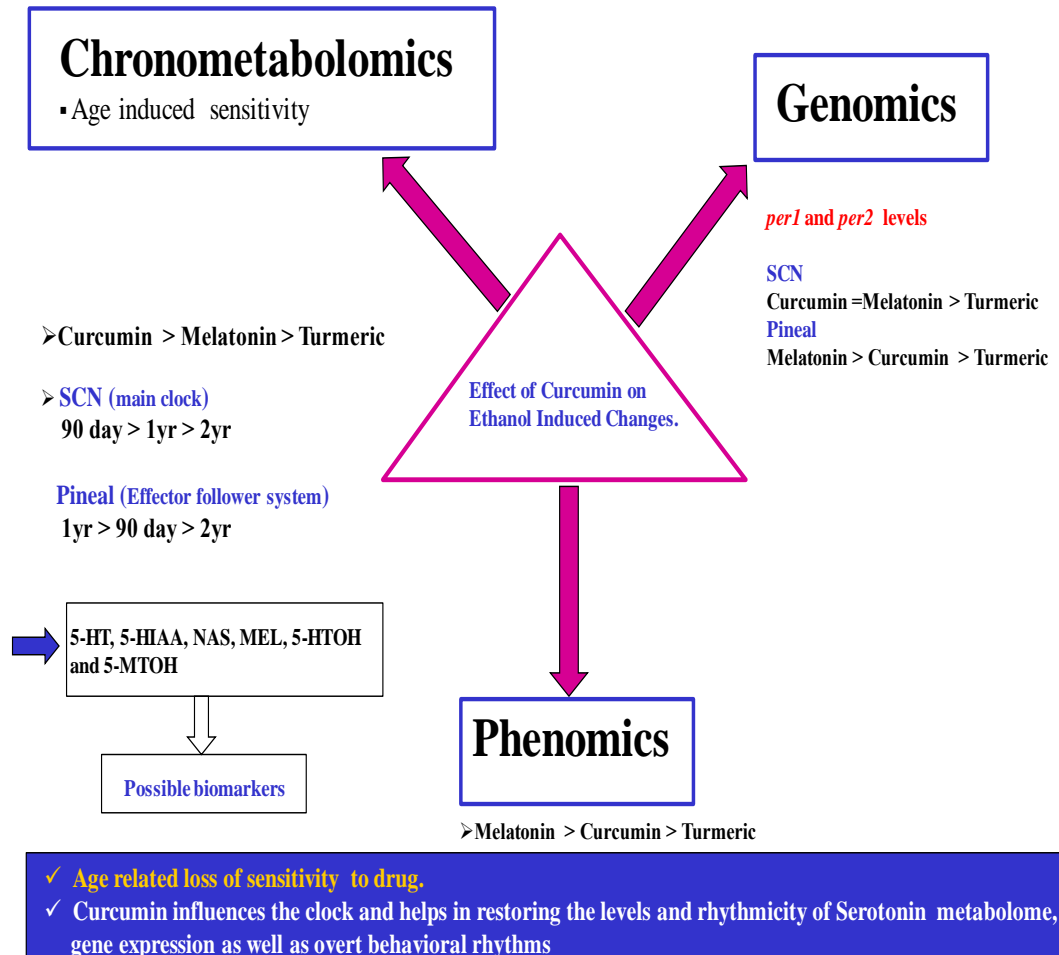 Chronometabolomics
▪ Age induced sensitivity
Genomics
per1 and per2 levels
SCN
Curcumin =Melatonin > Turmeric
Pineal
Melatonin > Curcumin > Turmeric
➢Curcumin > Melatonin > Turmeric
➢ SCN (main clock)
90 day > 1yr > 2yr
Pineal (Effector follower system)
1yr > 90 day > 2yr
Effect of Curcumin on
Ethanol Induced Changes.
5-HT, 5-HIAA, NAS, MEL, 5-HTOH
and 5-MTOH
Possible biomarkers
Phenomics
➢Melatonin > Curcumin > Turmeric
✓ Age related loss of sensitivity to drug.
✓ Curcumin influences the clock and helps in restoring the levels and rhythmicity of Serotonin metabolome,
gene expression as well as overt behavioral rhythms